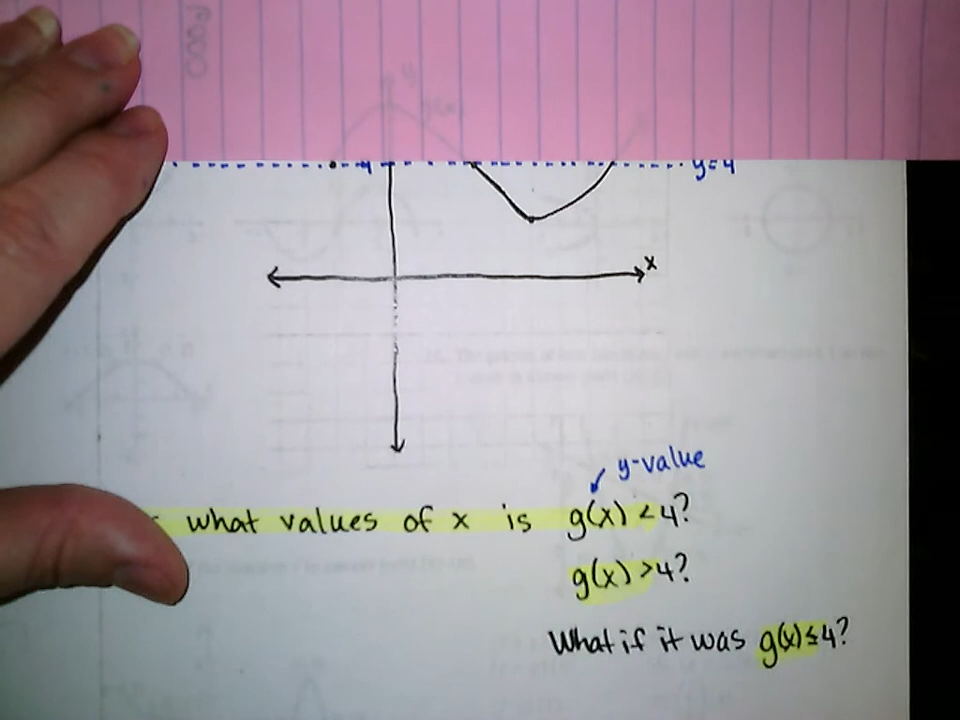 y=4
x
y-value
what values of x is g(x) < 4?
g(x) > 4?
What if it was g(x) ≤ 4?